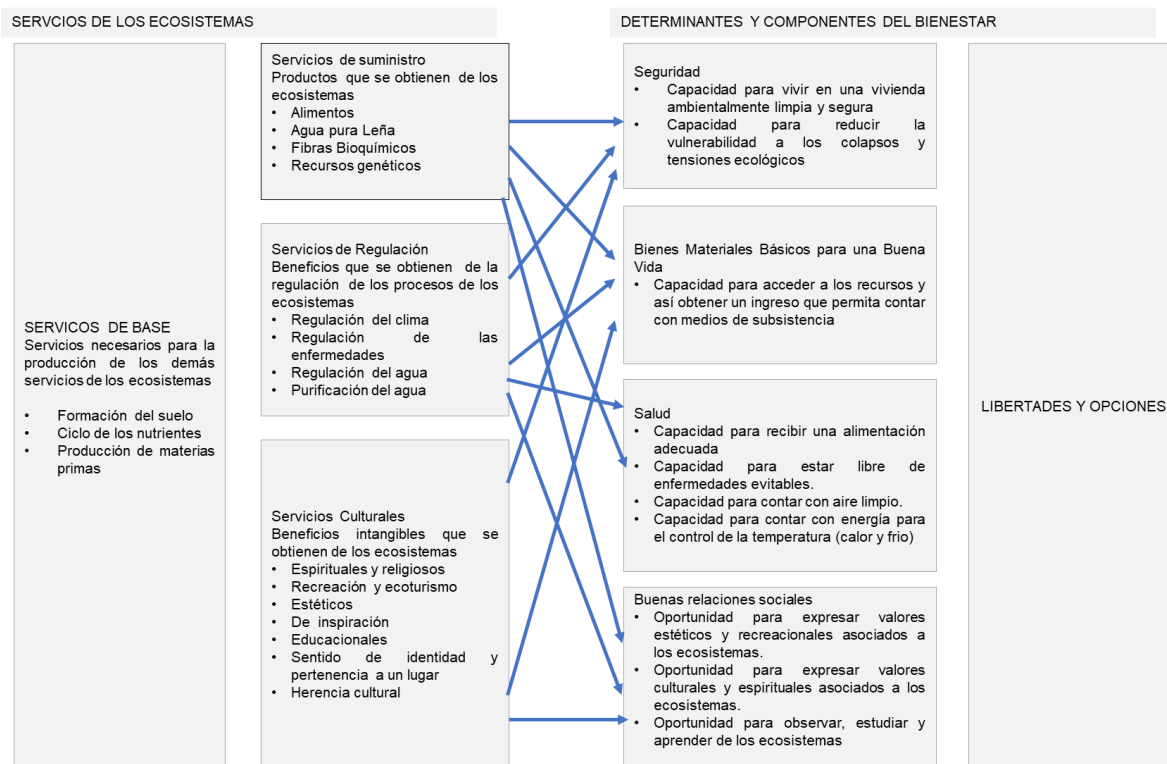 SERVCIOS DE LOS ECOSISTEMAS
DETERMINANTES Y COMPONENTES DEL BIENESTAR
SERVICOS DE BASE
Servicios necesarios para la
producción de los demás
servicios de los ecosistemas
• Formación del suelo
• Ciclo de los nutrientes
• Producción de materias
primas
Servicios de suministro
Productos que se obtienen de los
ecosistemas
• Alimentos
• Agua pura Leña
• Fibras Bioquímicos
• Recursos genéticos
Servicios de Regulación
Beneficios que se obtienen de la
regulación de los procesos de los
ecosistemas
• Regulación del clima
• Regulación de las
enfermedades
• Regulación del agua
• Purificación del agua
Servicios Culturales
Beneficios intangibles que se
obtienen de los ecosistemas
• Espirituales y religiosos
• Recreación y ecoturismo
• Estéticos
• De inspiración
• Educacionales
• Sentido de identidad y
pertenencia a un lugar
• Herencia cultural
Seguridad
• Capacidad para vivir en una vivienda
ambientalmente limpia y segura
• Capacidad para reducir la
vulnerabilidad a los colapsos y
tensiones ecológicos
Bienes Materiales Básicos para una Buena
Vida
• Capacidad para acceder a los recursos y
así obtener un ingreso que permita contar
con medios de subsistencia
Salud
• Capacidad para recibir una alimentación
adecuada
• Capacidad para estar libre de
enfermedades evitables.
• Capacidad para contar con aire limpio.
• Capacidad para contar con energía para
el control de la temperatura (calor y frio)
Buenas relaciones sociales
• Oportunidad para expresar valores
estéticos y recreacionales asociados a
los ecosistemas.
• Oportunidad para expresar valores
culturales y espirituales asociados a los
ecosistemas.
• Oportunidad para observar, estudiar y
aprender de los ecosistemas
LIBERTADES Y OPCIONES